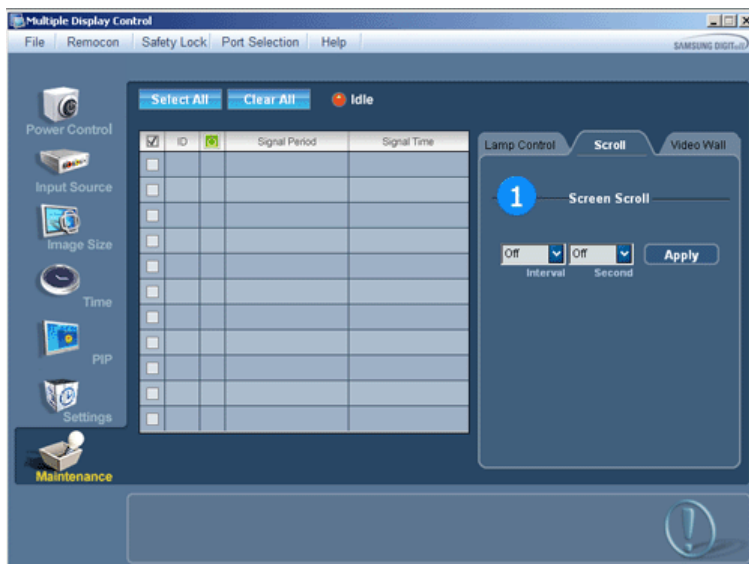 Multiple Display Control
File Remocon Safety Lock Port Selection Help
SAMSUNG DIGITall
Select All Clear All Idle
Power Control
ID Signal Period Signal Time
Lamp Control Scroll Video Wall
Input Source
1 Screen Scroll
Image Size
Off Off Apply
Interval Second
Time
PIP
Settings
Maintenance